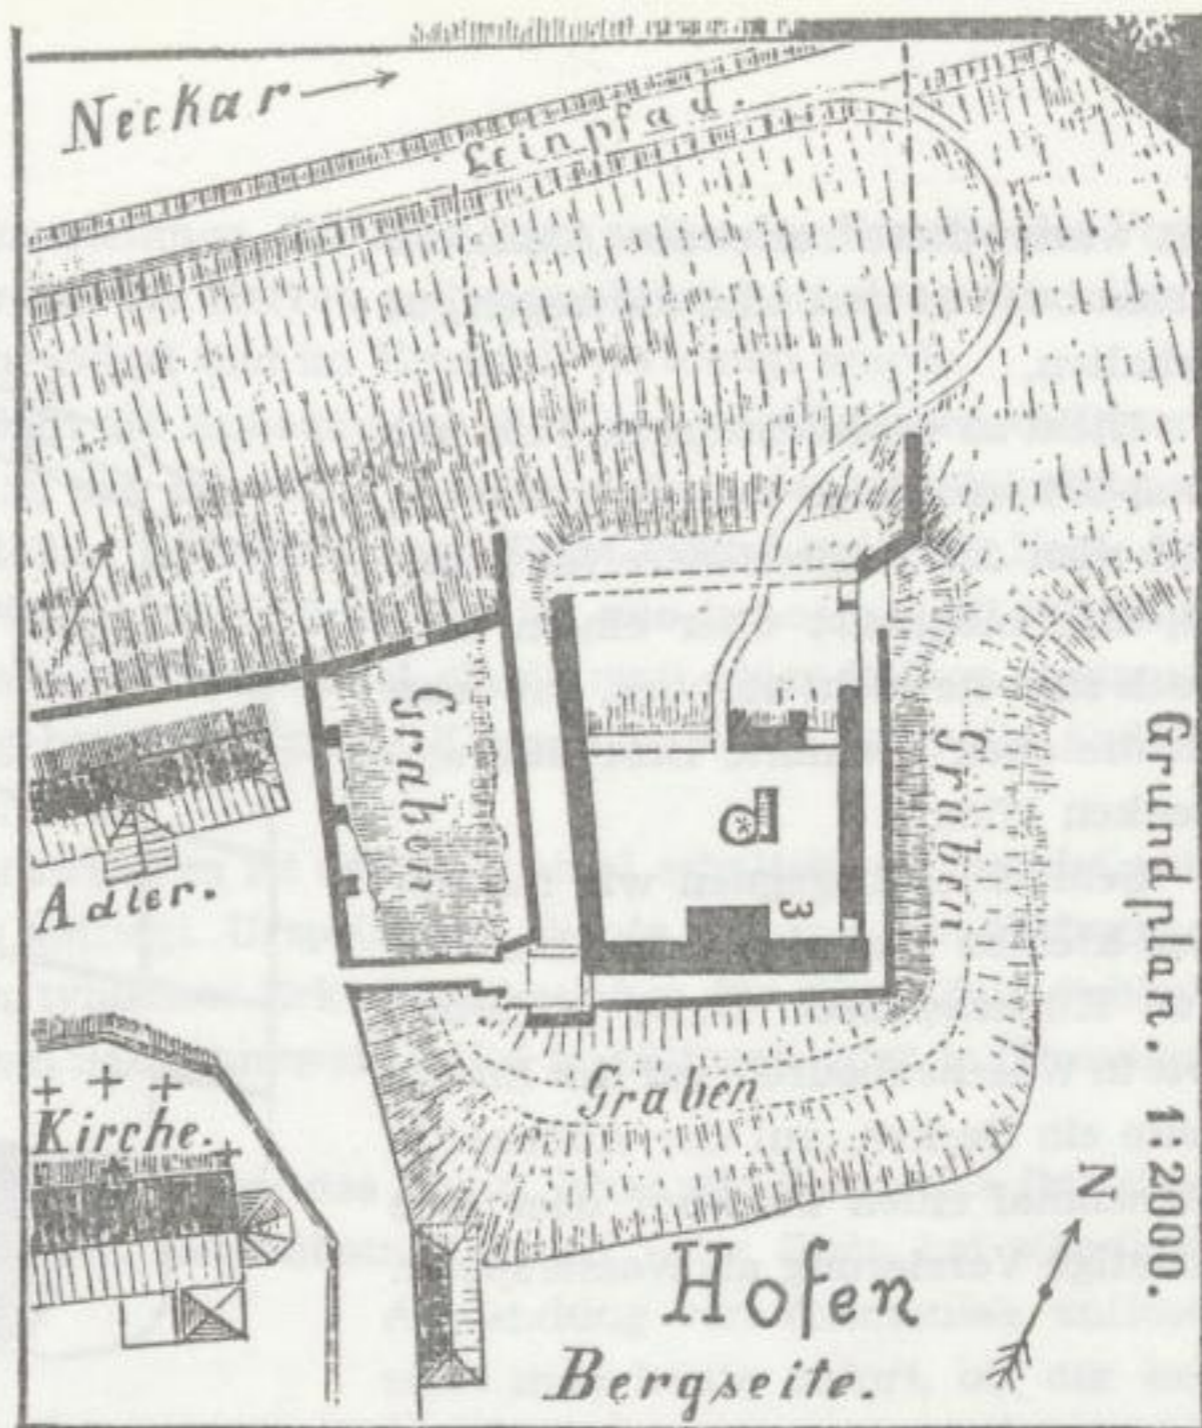 Neckar
Leinpfad.
Graben
Graben
Adler.
3
Grundplan. 1:2000.
Kirche.
Graben
N
Hofen
Bergseite.